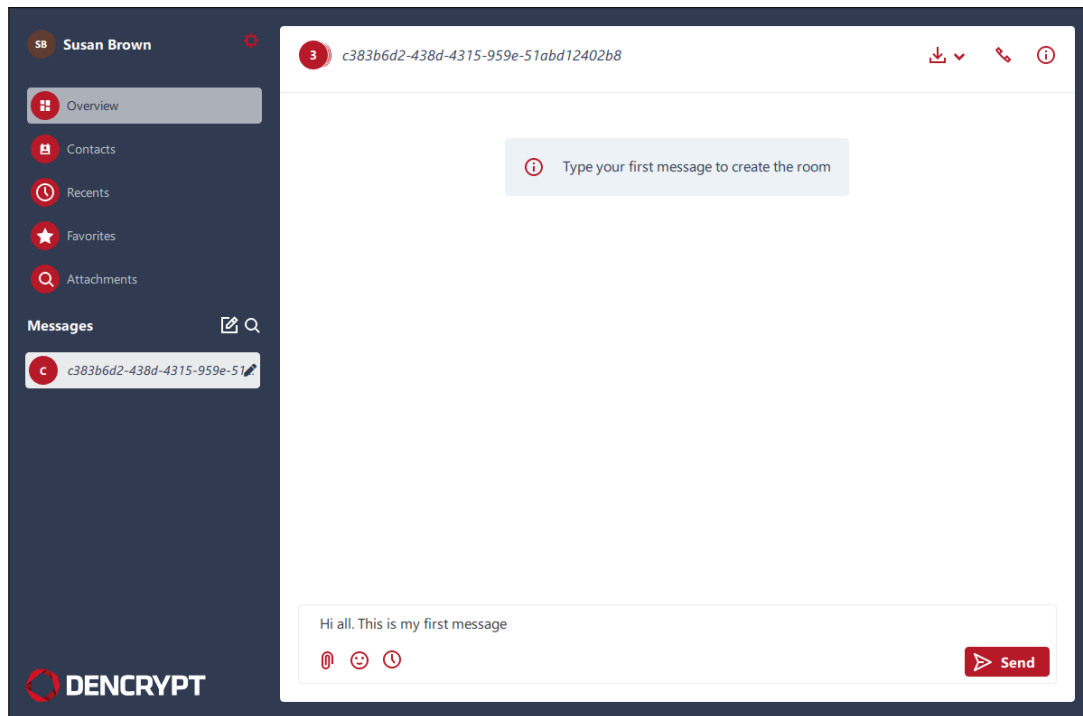 SB Susan Brown
Overview
Contacts
Recents
Favorites
Attachments
Messages
C c383b6d2-438d-4315-959e-51
DENCRYPT
3 c383b6d2-438d-4315-959e-51abd12402b8
Type your first message to create the room
Hi all. This is my first message
Send